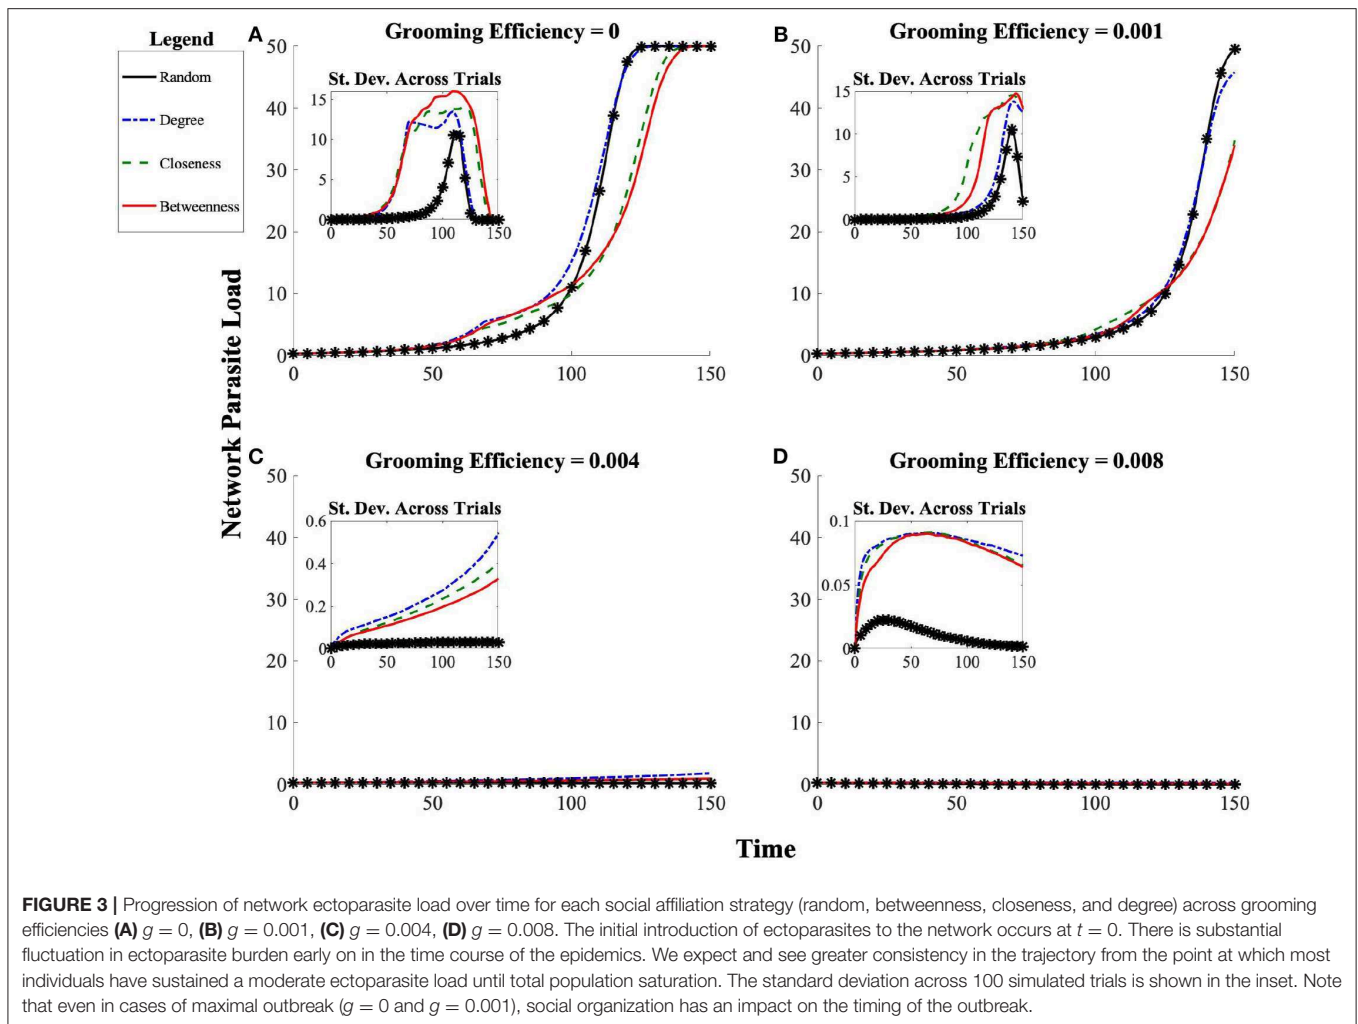 Legend
Random
Degree
Closeness
Betweenness
Network Parasite Load
A
Grooming Efficiency = 0
50
40
30
20
10
0
0
50
100
150
St. Dev. Across Trials
15
10
5
0
0
50
100
150
B
Grooming Efficiency = 0.001
50
40
30
20
10
0
0
50
100
150
St. Dev. Across Trials
15
10
5
0
50
100
150
C
Grooming Efficiency = 0.004
50
40
30
20
10
0
0
50
100
150
St. Dev. Across Trials
0.6
0.4
0.2
0
0
50
100
150
D
Grooming Efficiency = 0.008
50
40
30
20
10
0
0
50
100
150
St. Dev. Across Trials
0.1
0.05
0
0
50
100
150
Time
FIGURE 3 | Progression of network ectoparasite load over time for each social affiliation strategy (random, betweenness, closeness, and degree) across grooming
efficiencies (A) g = 0, (B) g = 0.001, (C) g = 0.004, (D) g = 0.008. The initial introduction of ectoparasites to the network occurs at t = 0. There is substantial
fluctuation in ectoparasite burden early on in the time course of the epidemics. We expect and see greater consistency in the trajectory from the point at which most
individuals have sustained a moderate ectoparasite load until total population saturation. The standard deviation across 100 simulated trials is shown in the inset. Note
that even in cases of maximal outbreak (g = 0 and g = 0.001), social organization has an impact on the timing of the outbreak.